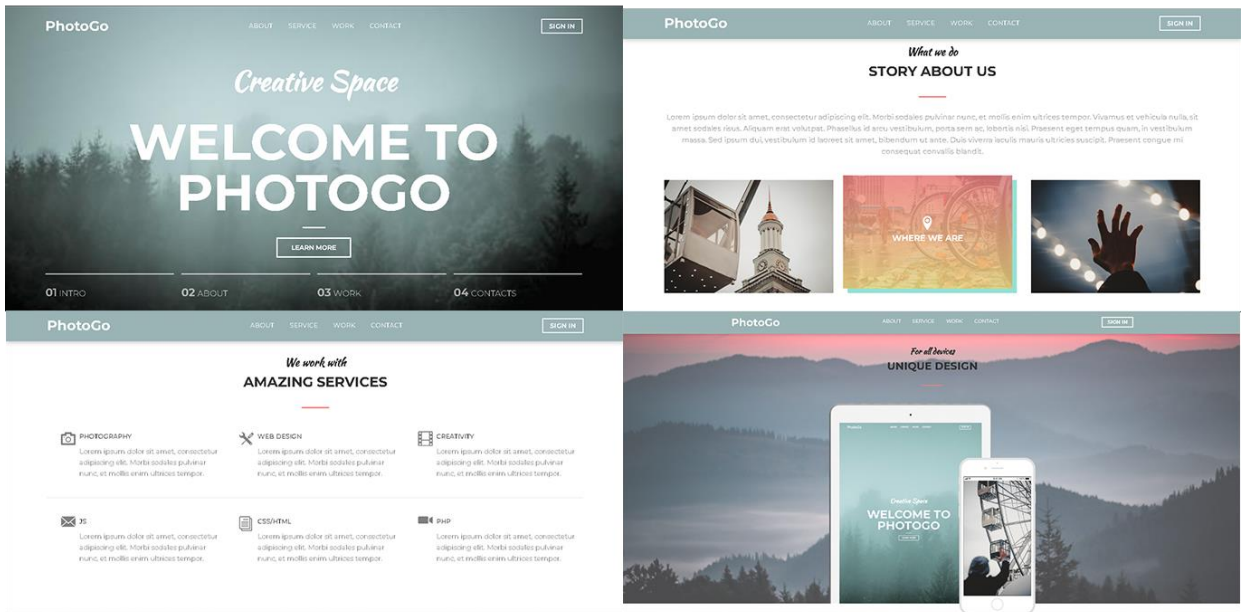 PhotoGo
ABOUT SERVICE WORK CONTACT
SIGN IN
Creative Space
WELCOME TO
PHOTOGO
LEARN MORE
01 INTRO
02 ABOUT
03 WORK
04 CONTACTS
PhotoGo
ABOUT SERVICE WORK CONTACT
SIGN IN
What we do
STORY ABOUT US
Lorem ipsum dolor sit amet, consectetur adipiscing elit. Morbi sodales pulvinar nunc, et mollis enim ultrices tempor. Vivamus et vehicula nulla, sit
amet sodales risus. Aliquam erat volutpat. Phasellus id arcu vestibulum, porta sem ac, lobortis nisi. Praesent eget tempus quam, in vestibulum
massa. Sed ipsum dui, vestibulum id laoreet sit amet, bibendum ut ante. Duis viverra iaculis mauris ultricies suscipit. Praesent congue mi
consequat convallis blandit.
WHERE WE ARE
PhotoGo
ABOUT SERVICE WORK CONTACT
SIGN IN
We work with
AMAZING SERVICES
PHOTOGRAPHY
Lorem ipsum dolor sit amet, consectetur
adipiscing elit. Morbi sodales pulvinar
nunc, et mollis enim ultrices tempor.
WEB DESIGN
Lorem ipsum dolor sit amet, consectetur
adipiscing elit. Morbi sodales pulvinar
nunc, et mollis enim ultrices tempor.
CREATIVITY
Lorem ipsum dolor sit amet, consectetur
adipiscing elit. Morbi sodales pulvinar
nunc, et mollis enim ultrices tempor.
JS
Lorem ipsum dolor sit amet, consectetur
adipiscing elit. Morbi sodales pulvinar
nunc, et mollis enim ultrices tempor.
CSS/HTML
Lorem ipsum dolor sit amet, consectetur
adipiscing elit. Morbi sodales pulvinar
nunc, et mollis enim ultrices tempor.
PHP
Lorem ipsum dolor sit amet, consectetur
adipiscing elit. Morbi sodales pulvinar
nunc, et mollis enim ultrices tempor.
PhotoGo
ABOUT SERVICE WORK CONTACT
SIGN IN
For all devices
UNIQUE DESIGN
Creative Space
WELCOME TO
PHOTOGO